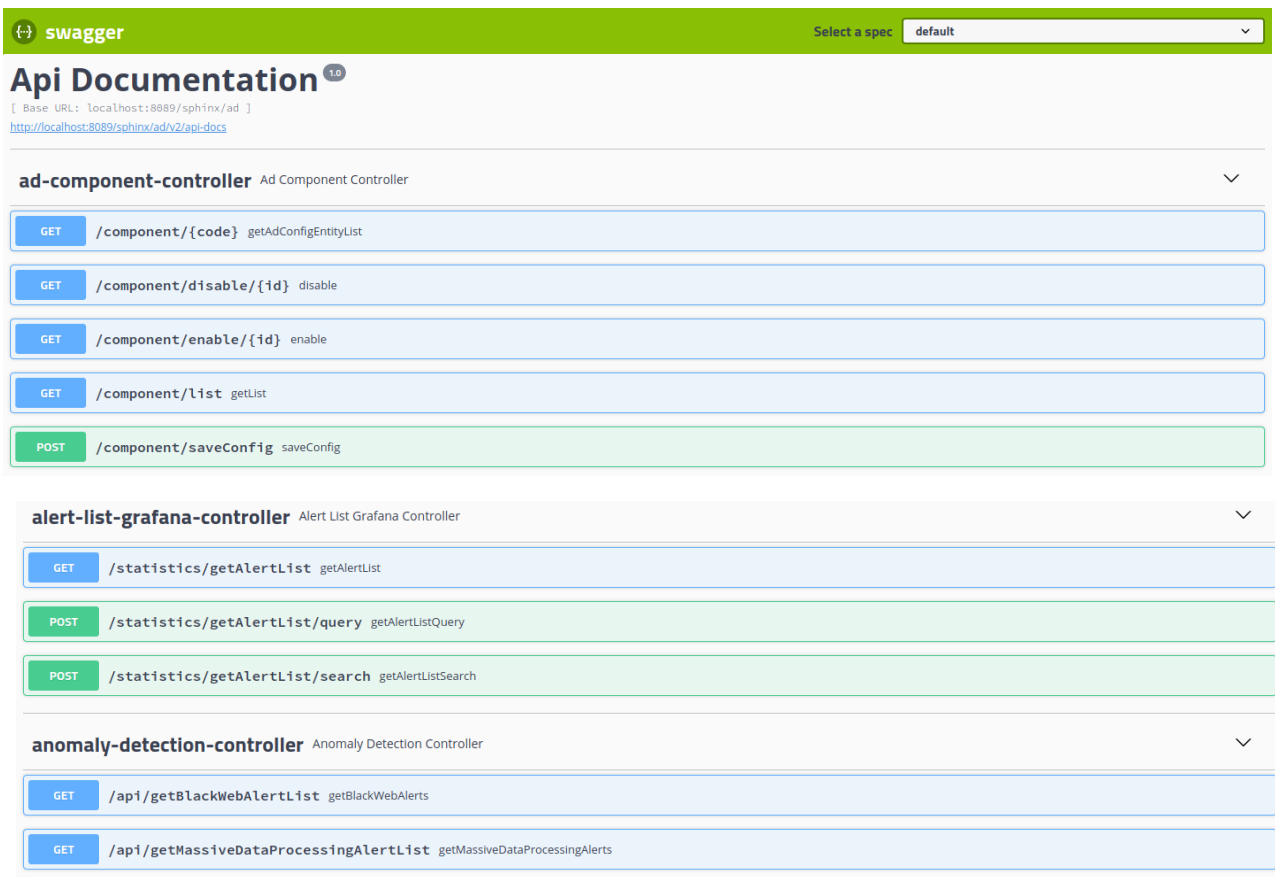 {··} swagger Select a spec default
Api Documentation 1.0
[ Base URL: localhost:8089/sphinx/ad ]
http://localhost:8089/sphinx/ad/v2/api-docs
ad-component-controller Ad Component Controller
GET /component/{code} getAdConfigEntityList
GET /component/disable/{id} disable
GET /component/enable/{id} enable
GET /component/list getList
POST /component/saveConfig saveConfig
alert-list-grafana-controller Alert List Grafana Controller
GET /statistics/getAlertList getAlertList
POST /statistics/getAlertList/query getAlertListQuery
POST /statistics/getAlertList/search getAlertListSearch
anomaly-detection-controller Anomaly Detection Controller
GET /api/getBlackWebAlertList getBlackWebAlerts
GET /api/getMassiveDataProcessingAlertList getMassiveDataProcessingAlerts